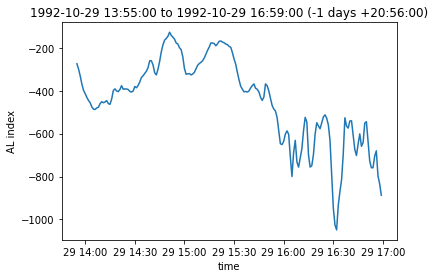 1992-10-29 13:55:00 to 1992-10-29 16:59:00 (-1 days +20:56:00)
−200
−400
−600
−800
−1000
AL index
29 14:00 29 14:30 29 15:00 29 15:30 29 16:00 29 16:30 29 17:00
time